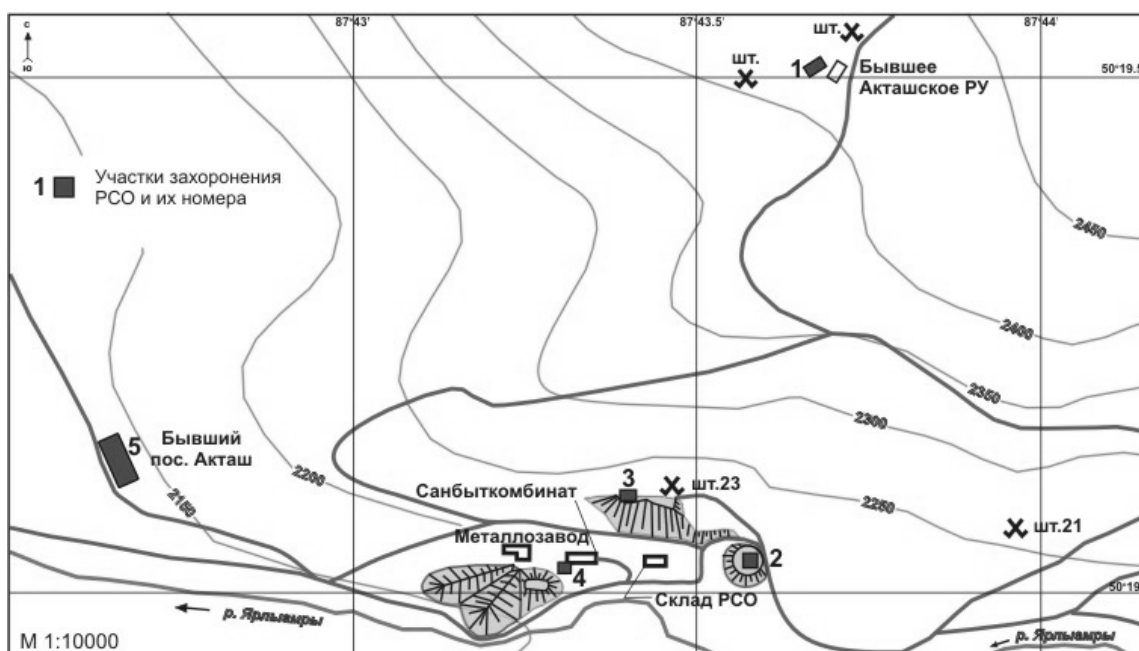 87°43'
87°43.5'
87°44'
с
ю
шт.
шт.
1
Бывшее
Акташское РУ
50°19.5
1
Участки захоронения
РСО и их номера
2450
2400
2350
2300
2250
2200
2150
5
Бывший
пос. Акташ
3
шт.23
Санбыткомбинат
шт.21
Металлозавод
2
4
50°19
Склад РСО
р. Ярлыамры
р. Ярлыамры
М 1:10000